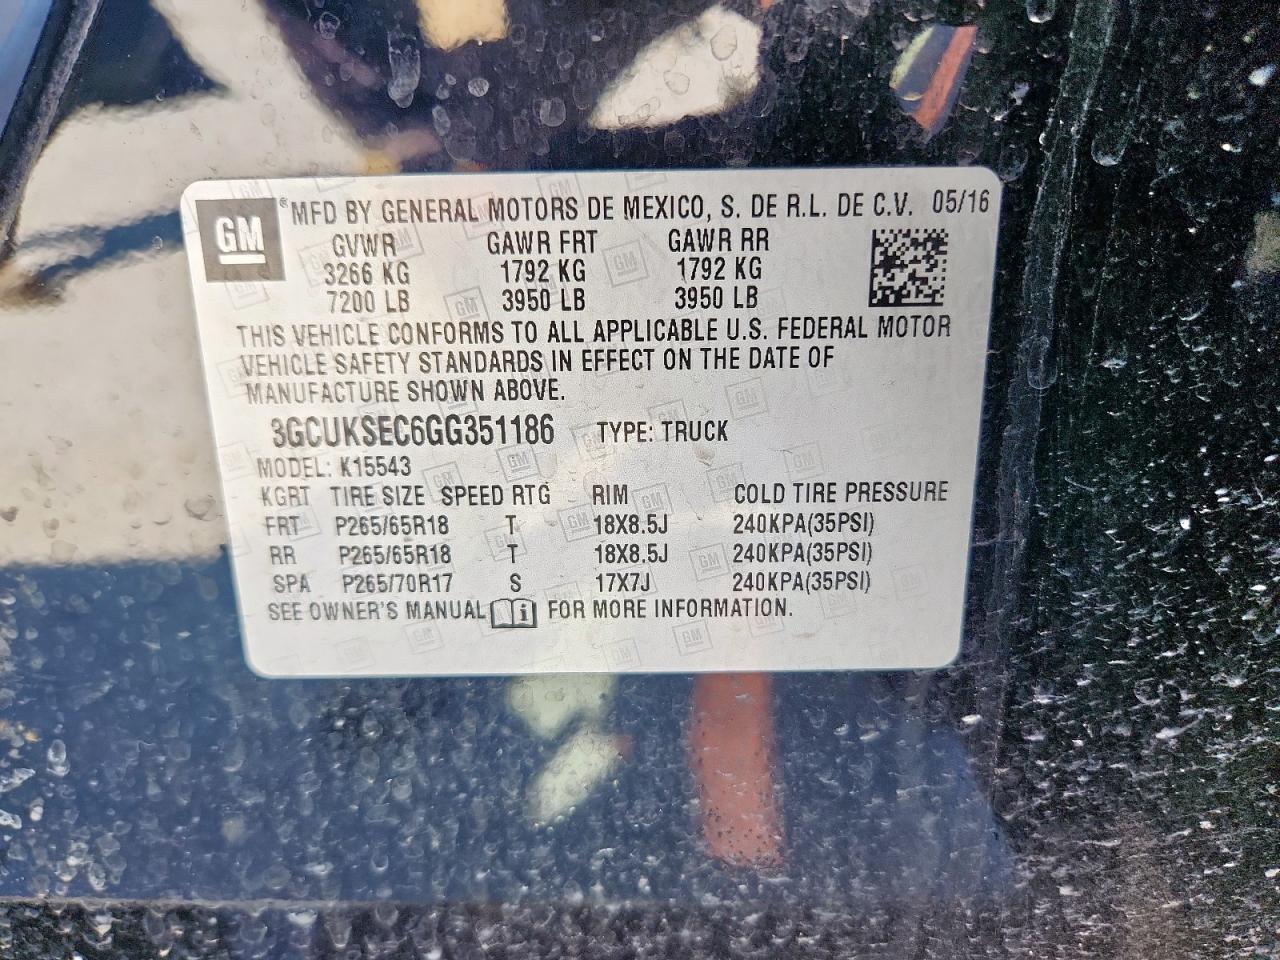 GM ® MFD BY GENERAL MOTORS DE MEXICO, S. DE R.L. DE C.V. 05/16
GVWR GAWR FRT GAWR RR
3266 KG 1792 KG 1792 KG
7200 LB 3950 LB 3950 LB
THIS VEHICLE CONFORMS TO ALL APPLICABLE U.S. FEDERAL MOTOR
VEHICLE SAFETY STANDARDS IN EFFECT ON THE DATE OF
MANUFACTURE SHOWN ABOVE.
3GCUKSEC6GG351186 TYPE: TRUCK
MODEL: K15543
KGRT TIRE SIZE SPEED RTG RIM COLD TIRE PRESSURE
FRT P265/65R18 T 18X8.5J 240KPA(35PSI)
RR P265/65R18 T 18X8.5J 240KPA(35PSI)
SPA P265/70R17 S 17X7J 240KPA(35PSI)
SEE OWNER'S MANUAL i FOR MORE INFORMATION.